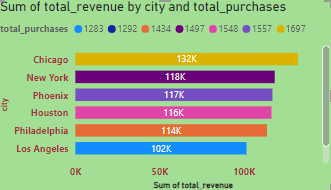 Sum of total_revenue by city and total_purchases
total_purchases 1283 1292 1434 1497 1548 1557 1697
Chicago 132K
New York 118K
Phoenix 117K
Houston 116K
Philadelphia 114K
Los Angeles 102K
city
0K 50K 100K
Sum of total_revenue